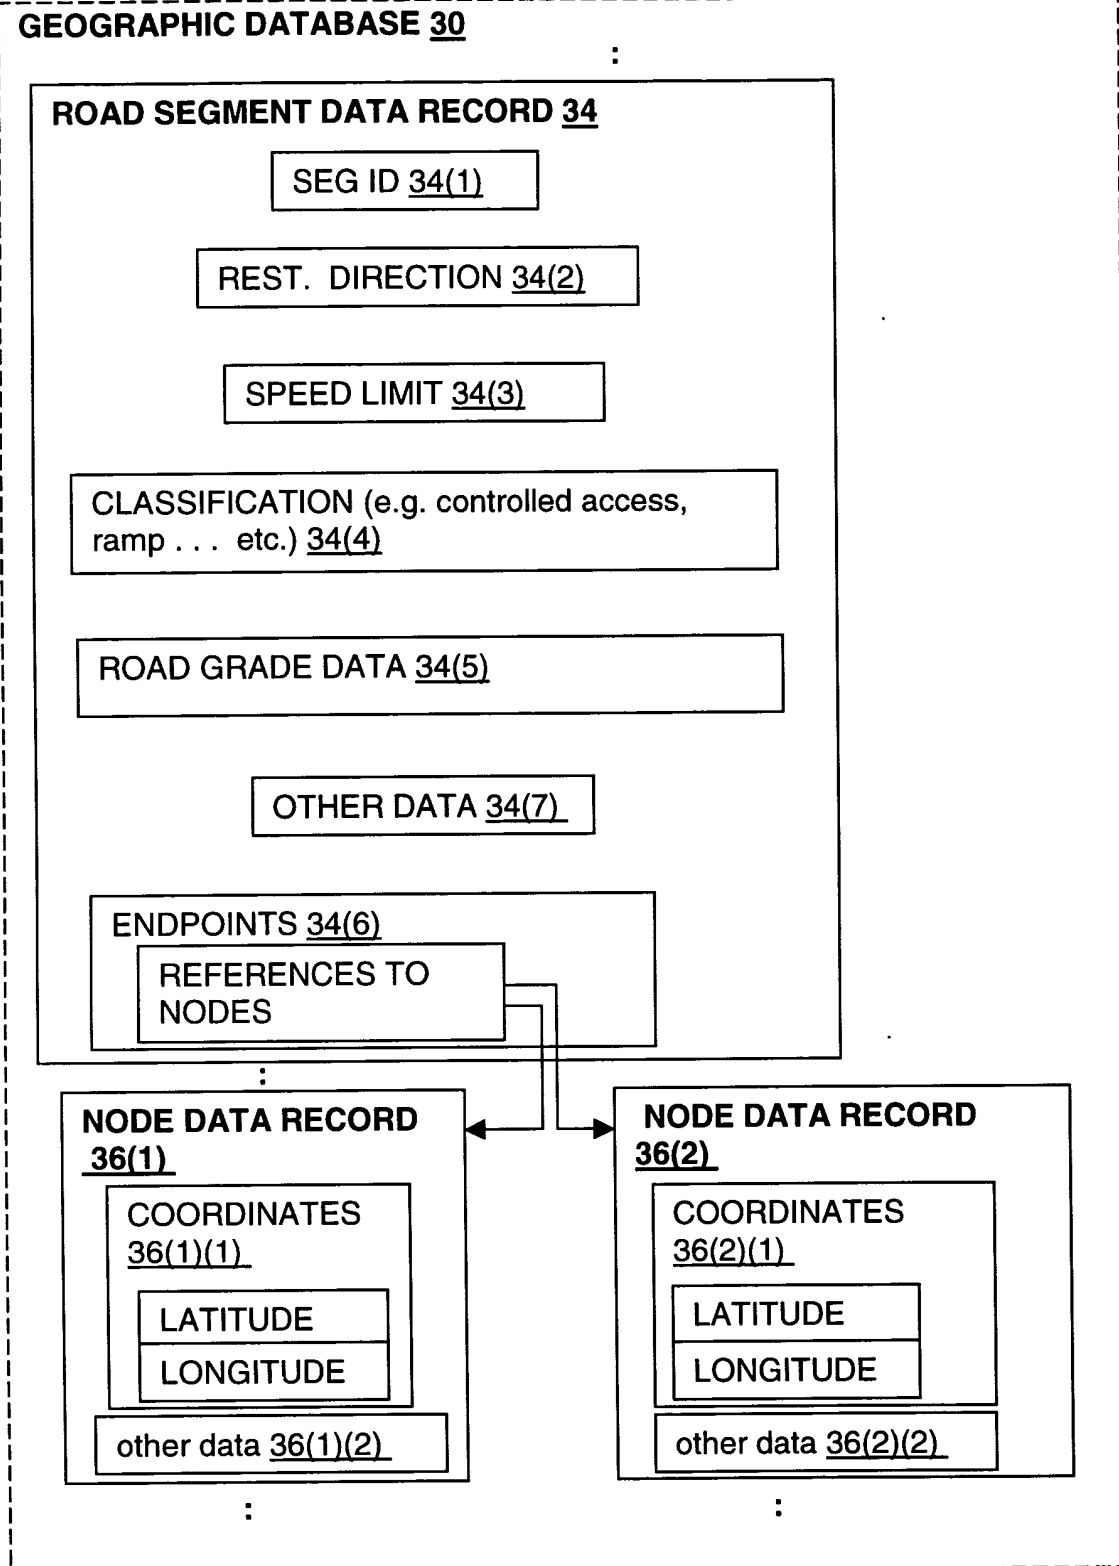 GEOGRAPHIC DATABASE 30
:
ROAD SEGMENT DATA RECORD 34
SEG ID 34(1)
REST. DIRECTION 34(2)
SPEED LIMIT 34(3)
CLASSIFICATION (e.g. controlled access,
ramp . . . etc.) 34(4)
ROAD GRADE DATA 34(5)
OTHER DATA 34(7)
ENDPOINTS 34(6)
REFERENCES TO
NODES
:
NODE DATA RECORD
36(1)
COORDINATES
36(1)(1)
LATITUDE
LONGITUDE
other data 36(1)(2)
:
NODE DATA RECORD
36(2)
COORDINATES
36(2)(1)
LATITUDE
LONGITUDE
other data 36(2)(2)
: